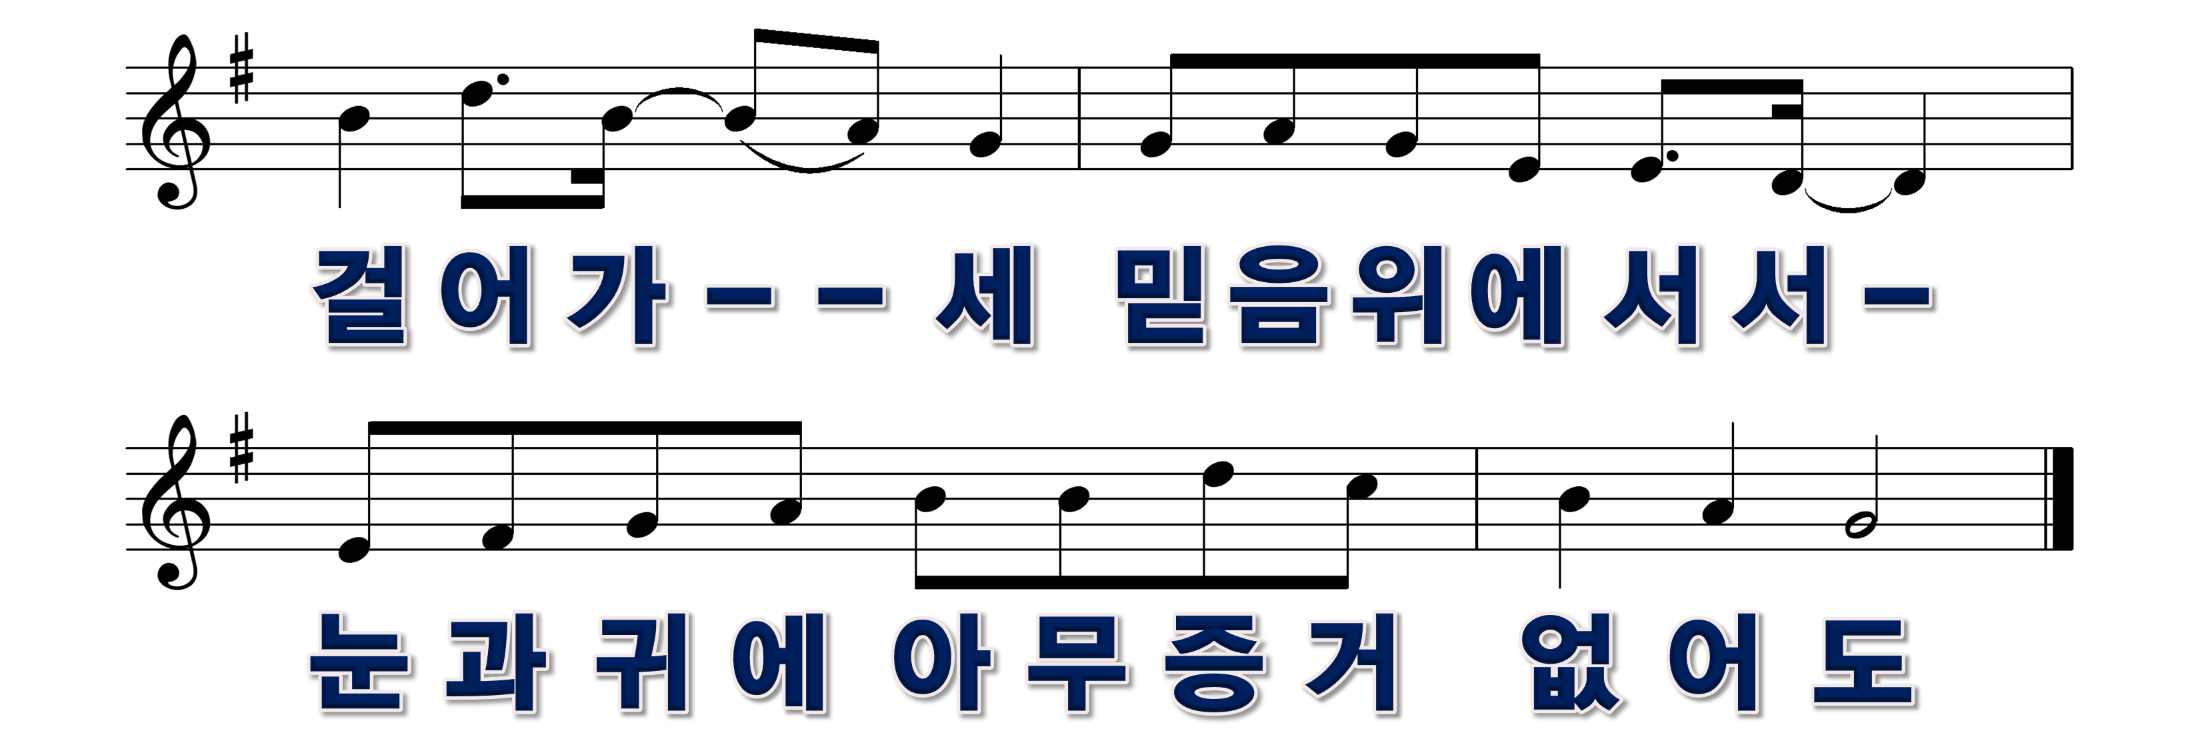 걸어가 - - 세 믿음위에 서서 -
눈과 귀에 아무증거 없어도